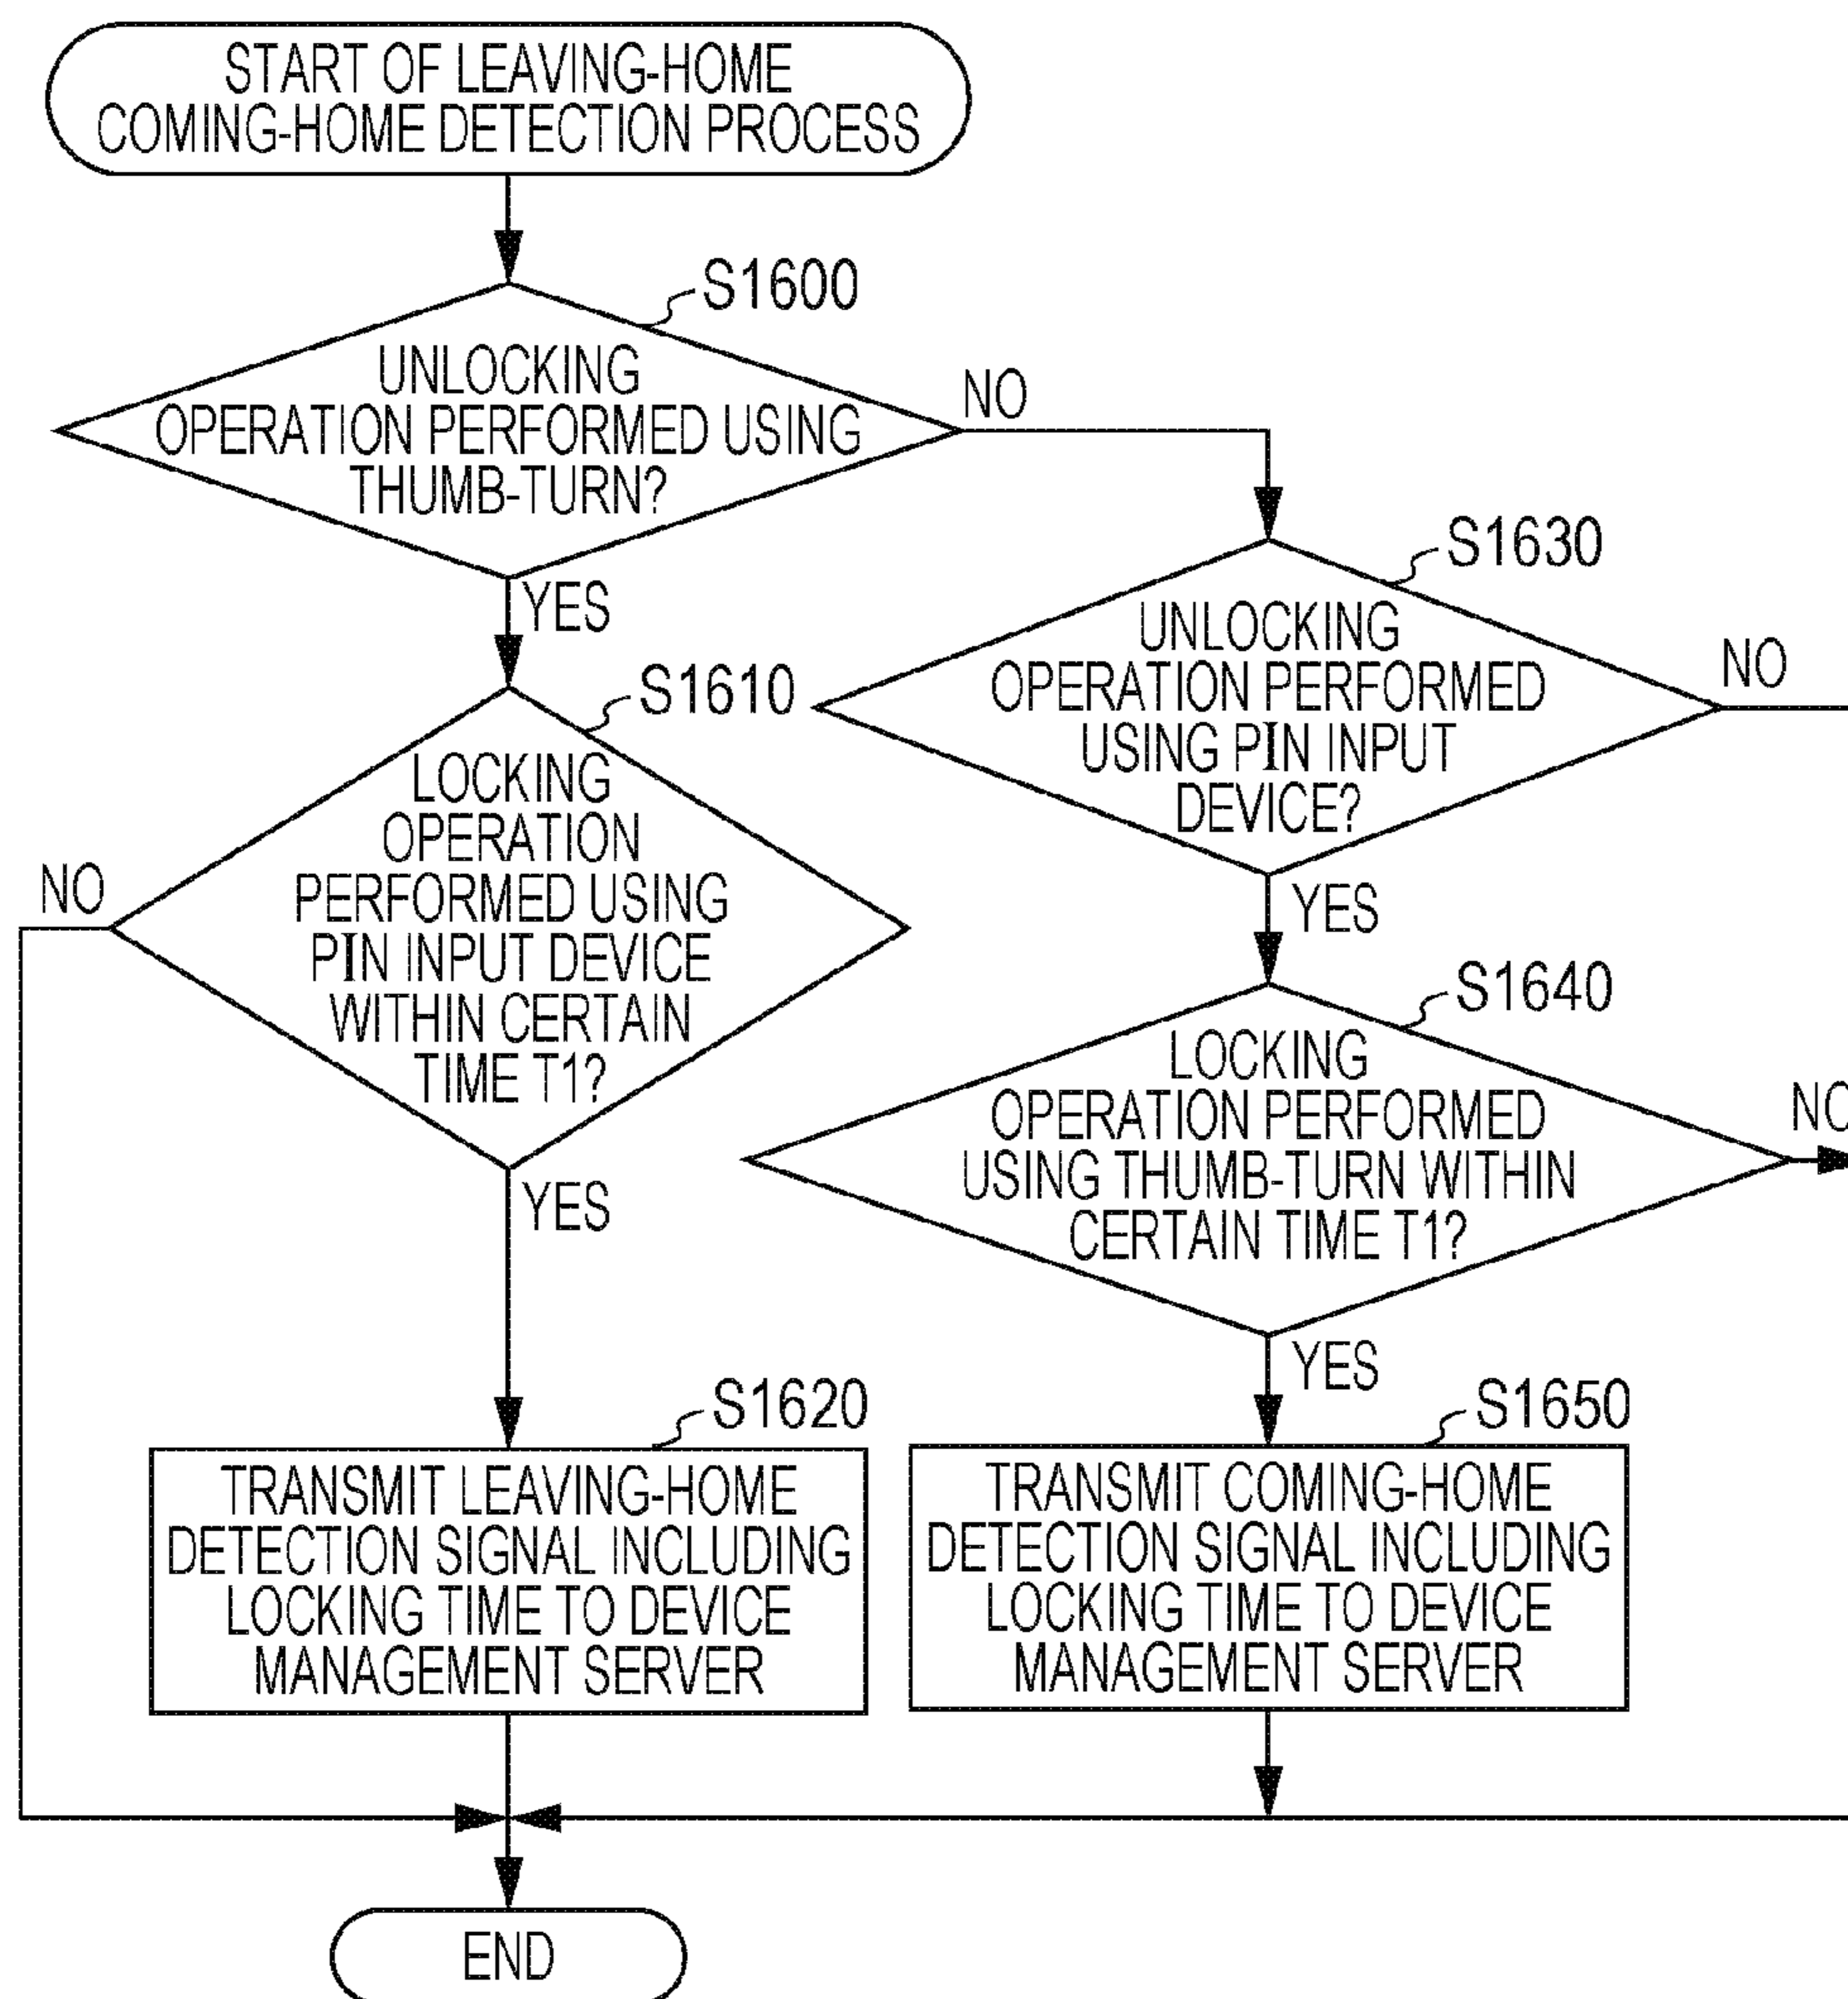 START OF LEAVING-HOME
COMING-HOME DETECTION PROCESS
S1600
UNLOCKING
OPERATION PERFORMED USING
THUMB-TURN?
NO
YES
S1630
UNLOCKING
OPERATION PERFORMED
USING PIN INPUT
DEVICE?
NO
YES
S1610
LOCKING
OPERATION
PERFORMED USING
PIN INPUT DEVICE
WITHIN CERTAIN
TIME T1?
NO
YES
S1640
LOCKING
OPERATION PERFORMED
USING THUMB-TURN WITHIN
CERTAIN TIME T1?
NO
YES
S1620
TRANSMIT LEAVING-HOME
DETECTION SIGNAL INCLUDING
LOCKING TIME TO DEVICE
MANAGEMENT SERVER
S1650
TRANSMIT COMING-HOME
DETECTION SIGNAL INCLUDING
LOCKING TIME TO DEVICE
MANAGEMENT SERVER
END